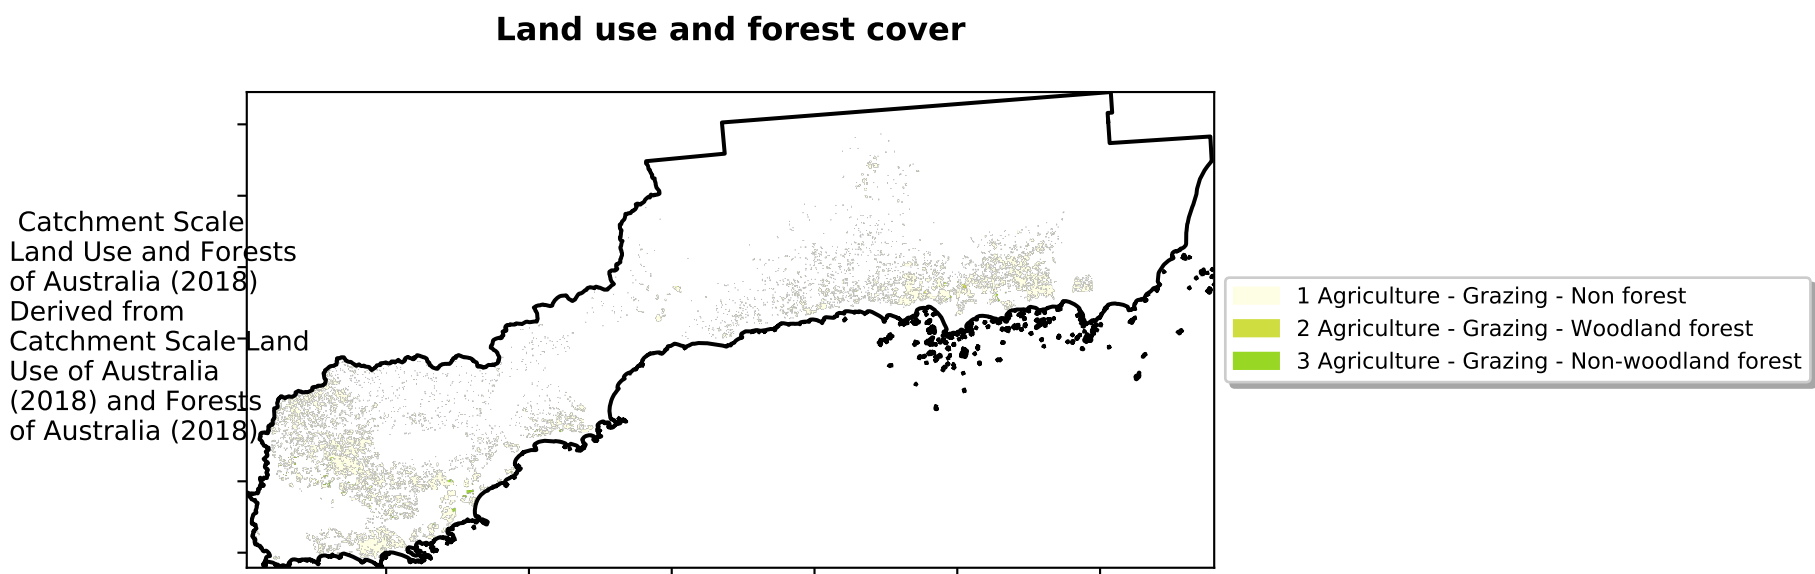 Land use and forest cover
Catchment Scale
Land Use and Forests
of Australia (2018)
Derived from
Catchment Scale Land
Use of Australia
(2018) and Forests
of Australia (2018)
1 Agriculture - Grazing - Non forest
2 Agriculture - Grazing - Woodland forest
3 Agriculture - Grazing - Non-woodland forest